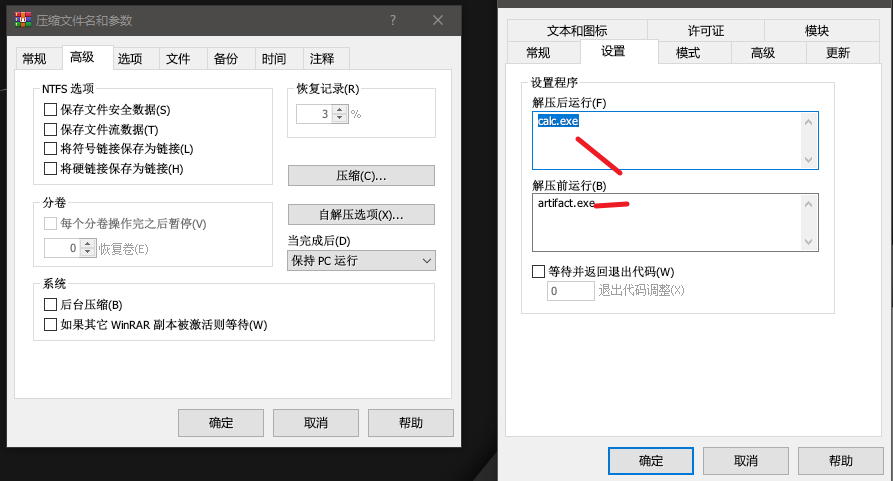 压缩文件名和参数
?
常规 高级 选项 文件 备份 时间 注释
NTFS 选项
保存文件安全数据(S)
保存文件流数据(T)
将符号链接保存为链接(L)
将硬链接保存为链接(H)
分卷
每个分卷操作完之后暂停(V)
0 恢复卷(E)
系统
后台压缩(B)
如果其它 WinRAR 副本被激活则等待(W)
恢复记录(R)
3 %
压缩(C)...
自解压选项(X)...
当完成后(D)
保持 PC 运行
确定 取消 帮助
文本和图标 许可证 模块
常规 设置 模式 高级 更新
设置程序
解压后运行(F)
calc.exe
解压前运行(B)
artifact.exe
等待并返回退出代码(W)
0 退出代码调整(X)
确定 取消 帮助